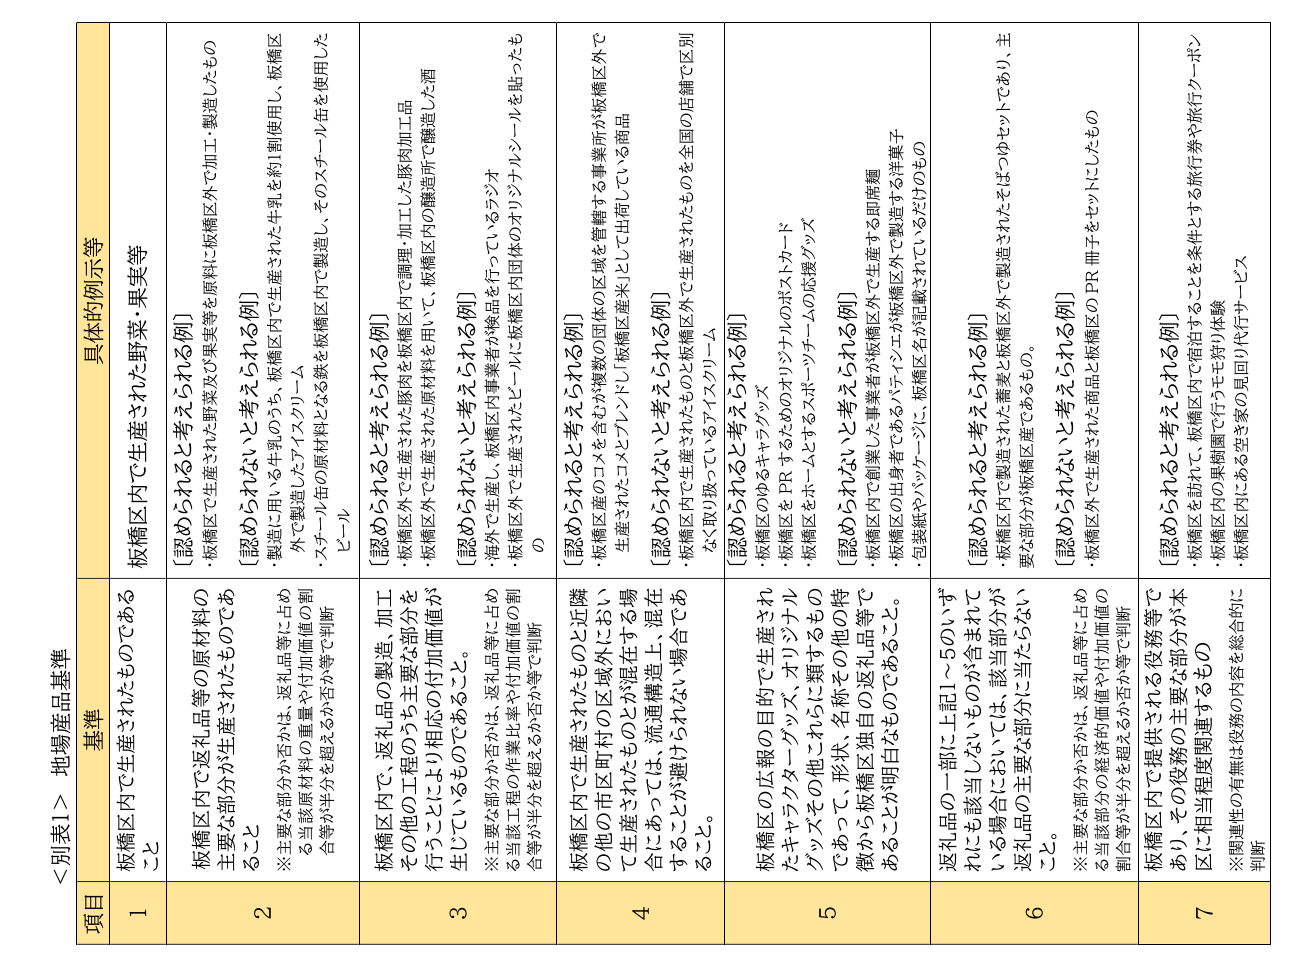 ＜別表１＞　地場産品基準
項目
基準
具体的例示等
1
板橋区内で生産されたものである
こと
板橋区内で生産された野菜・果実等
2
板橋区内で返礼品等の原材料の
主要な部分が生産されたものであ
ること
※主要な部分か否かは、返礼品等に占め
る当該原材料の重量や付加価値の割
合等が半分を超えるか否か等で判断
〔認められると考えられる例〕
・板橋区で生産された野菜及び果実等を原料に板橋区外で加工・製造したもの
〔認められないと考えられる例〕
・製造に用いる牛乳のうち、板橋区内で生産された牛乳を約1割使用し、板橋区
外で製造したアイスクリーム
・スチール缶の原材料となる鉄を板橋区内で製造し、そのスチール缶を使用した
ビール
3
板橋区内で、返礼品の製造、加工
その他の工程のうち主要な部分を
行うことにより相応の付加価値が
生じているものであること。
※主要な部分か否かは、返礼品等に占め
る当該工程の作業比率や付加価値の割
合等が半分を超えるか否か等で判断
〔認められると考えられる例〕
・板橋区外で生産された豚肉を板橋区内で調理・加工した豚肉加工品
・板橋区外で生産された原材料を用いて、板橋区内の醸造所で醸造した酒
〔認められないと考えられる例〕
・海外で生産し、板橋区内事業者が検品を行っているラジオ
・板橋区外で生産されたビールに板橋区内団体のオリジナルシールを貼ったも
の
4
板橋区内で生産されたものと近隣
の他の市区町村の区域外におい
て生産されたものとが混在する場
合にあっては、流通構造上、混在
することが避けられない場合であ
ること。
〔認められると考えられる例〕
・板橋区産のコメを含むが複数の団体の区域を管轄する事業所が板橋区外で
生産されたコメとブレンドし「板橋区産米」として出荷している商品
〔認められないと考えられる例〕
・板橋区内で生産されたものと板橋区外で生産されたものを全国の店舗で区別
なく取り扱っているアイスクリーム
5
板橋区の広報の目的で生産され
たキャラクターグッズ、オリジナル
グッズその他これらに類するもの
であって、形状、名称その他の特
徴から板橋区独自の返礼品等で
あることが明白なものであること。
〔認められると考えられる例〕
・板橋区のゆるキャラグッズ
・板橋区をPRするためのオリジナルのポストカード
・板橋区をホームとするスポーツチームの応援グッズ
〔認められないと考えられる例〕
・板橋区内で創業した事業者が板橋区外で生産する即席麺
・板橋区の出身者であるパティシエが板橋区外で製造する洋菓子
・包装紙やパッケージに、板橋区名が記載されているだけのもの
6
返礼品の一部に上記1～5のいず
れにも該当しないものが含まれて
いる場合においては、該当部分が
返礼品の主要な部分に当たらない
こと。
※主要な部分か否かは、返礼品等に占め
る当該部分の経済的価値や付加価値の
割合等が半分を超えるか否か等で判断
〔認められると考えられる例〕
・板橋区内で製造された蕎麦と板橋区外で製造されたそばつゆセットであり、主
要な部分が板橋区産であるもの。
〔認められないと考えられる例〕
・板橋区外で生産された商品と板橋区のPR冊子をセットにしたもの
7
板橋区内で提供される役務等で
あり、その役務の主要な部分が本
区に相当程度関連するもの
※関連性の有無は役務の内容を総合的に
判断
〔認められると考えられる例〕
・板橋区を訪れて、板橋区内で宿泊することを条件とする旅行券や旅行クーポン
・板橋区内の果樹園で行うモモ狩り体験
・板橋区内にある空き家の見回り代行サービス